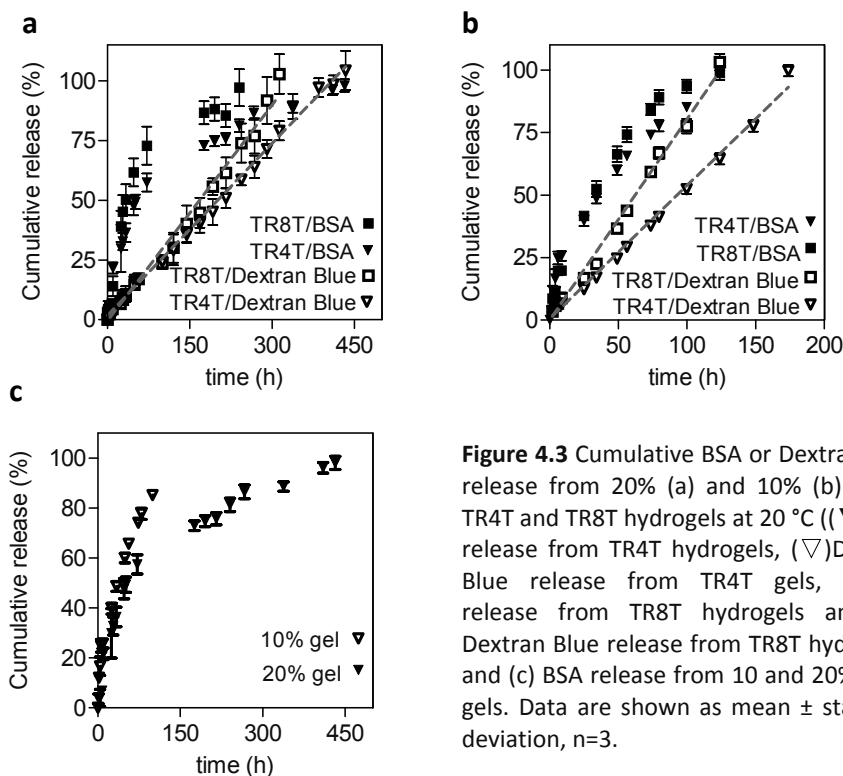 a
Cumulative release (%)
100
75
50
25
0
TR8T/BSA
TR4T/BSA
TR8T/Dextran Blue
TR4T/Dextran Blue
0 150 300 450
time (h)
b
Cumulative release (%)
100
75
50
25
0
TR4T/BSA
TR8T/BSA
TR8T/Dextran Blue
TR4T/Dextran Blue
0 50 100 150 200
time (h)
c
Cumulative release (%)
100
80
60
40
20
0
10% gel
20% gel
0 150 300 450
time (h)
Figure 4.3 Cumulative BSA or Dextra
release from 20% (a) and 10% (b)
TR4T and TR8T hydrogels at 20 °C ((▼
release from TR4T hydrogels, (▽)D
Blue release from TR4T gels,
release from TR8T hydrogels an
Dextran Blue release from TR8T hyd
and (c) BSA release from 10 and 20%
gels. Data are shown as mean ± sta
deviation, n=3.